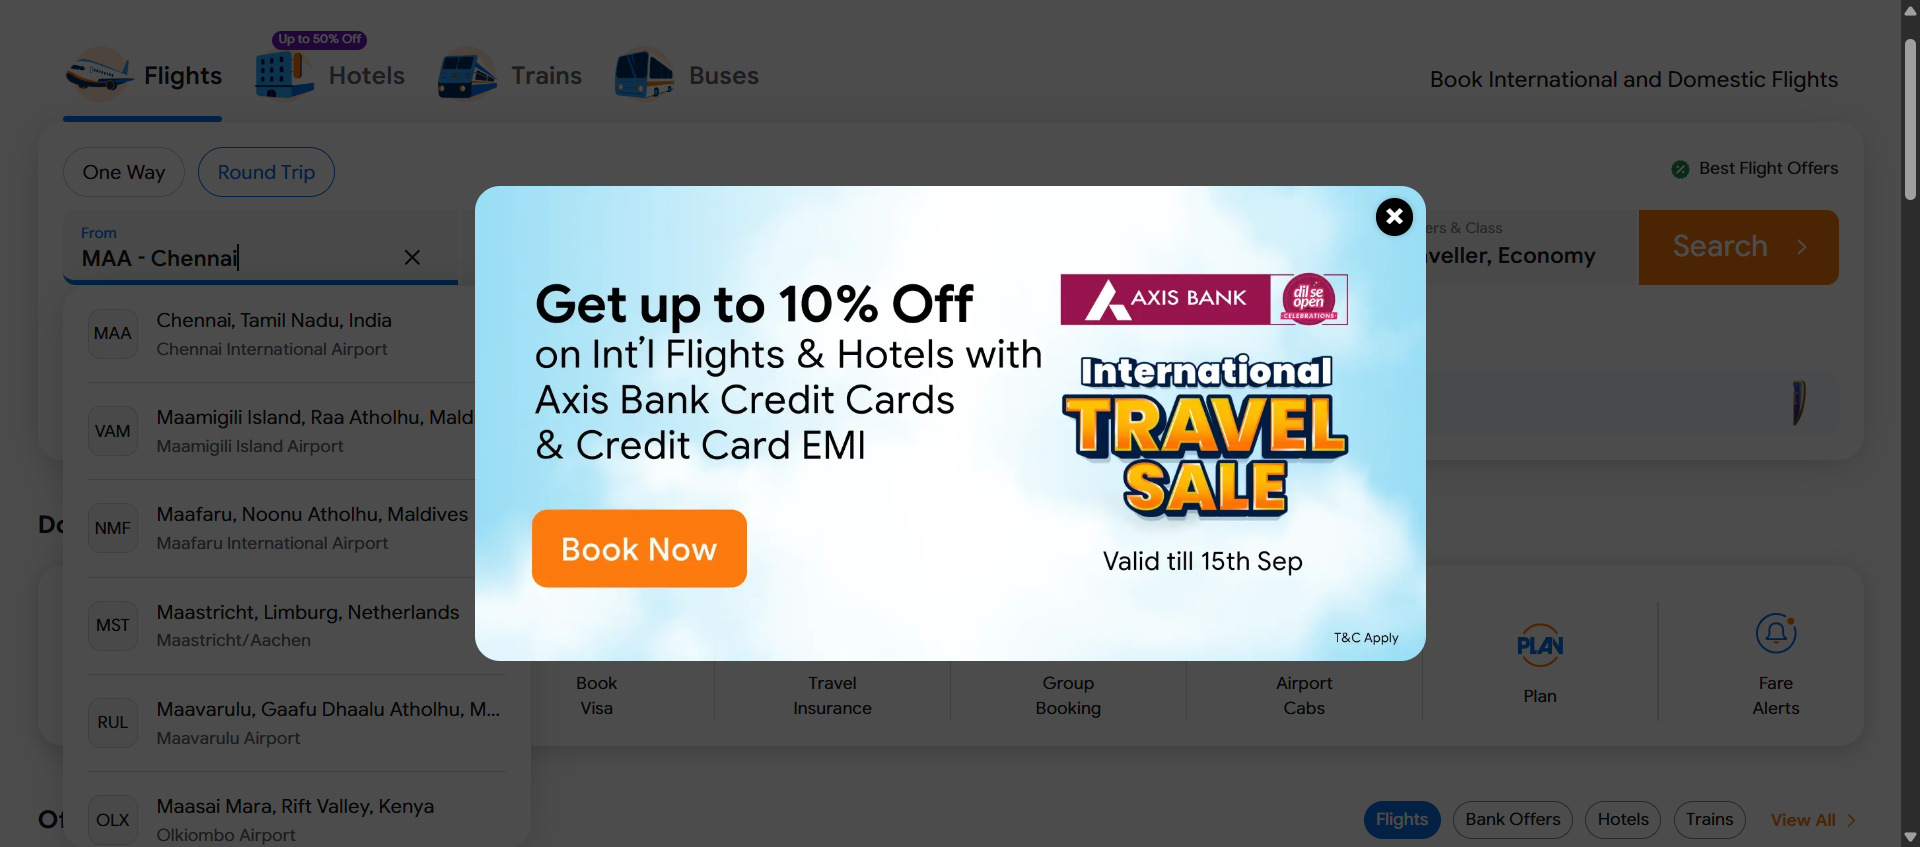 Up to 50% Off
Flights
Hotels
Trains
Buses
Book International and Domestic Flights
One Way
Round Trip
Best Flight Offers
From
MAA - Chennai
ers & Class
veller, Economy
Search
MAA
Chennai, Tamil Nadu, India
Chennai International Airport
VAM
Maamigili Island, Raa Atholhu, Mald
Maamigili Island Airport
NMF
Maafaru, Noonu Atholhu, Maldives
Maafaru International Airport
MST
Maastricht, Limburg, Netherlands
Maastricht/Aachen
RUL
Maavarulu, Gaafu Dhaalu Atholhu, M...
Maavarulu Airport
OLX
Maasai Mara, Rift Valley, Kenya
Olkiombo Airport
Get up to 10% Off
on Int'l Flights & Hotels with
Axis Bank Credit Cards
& Credit Card EMI
Book Now
AXIS BANK
dil se
open
CELEBRATIONS
International
TRAVEL
SALE
Valid till 15th Sep
T&C Apply
Book
Visa
Travel
Insurance
Group
Booking
Airport
Cabs
PLAN
Plan
Fare
Alerts
Flights
Bank Offers
Hotels
Trains
View All